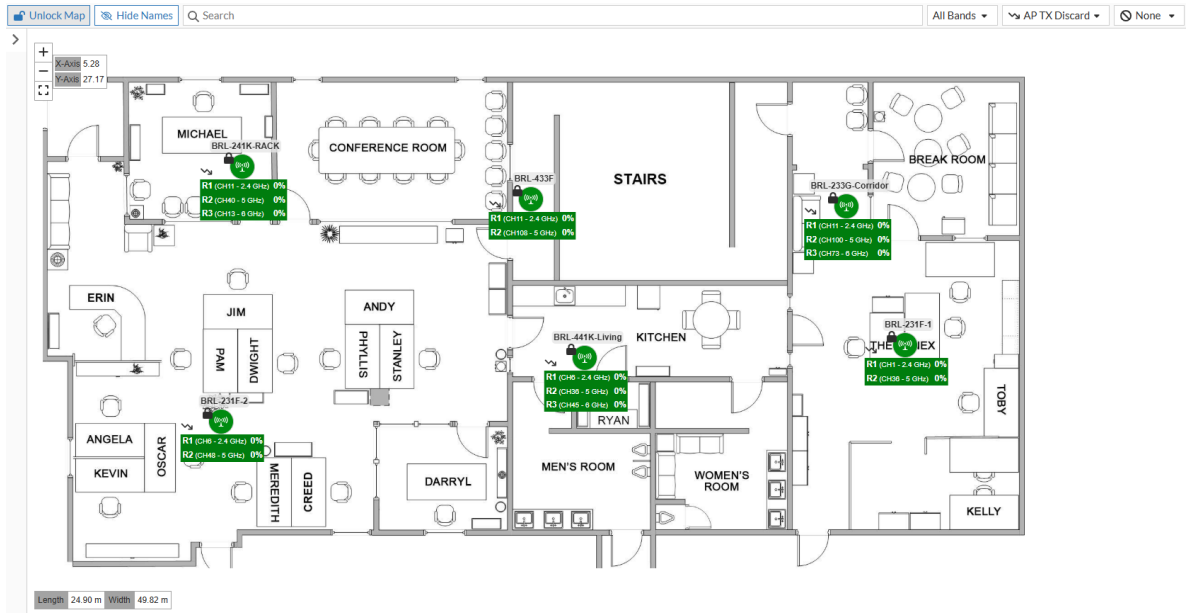 Unlock Map Hide Names Search All Bands AP TX Discard None
X-Axis 5.28
Y-Axis 27.17
MICHAEL
BRL-241K-RACK
R1 (CH11 - 2.4 GHz) 0%
R2 (CH40 - 5 GHz) 0%
R3 (CH13 - 6 GHz) 0%
CONFERENCE ROOM
BRL-433F
R1 (CH11 - 2.4 GHz) 0%
R2 (CH108 - 5 GHz) 0%
STAIRS
BREAK ROOM
BRL-233G-Corridor
R1 (CH11 - 2.4 GHz) 0%
R2 (CH100 - 5 GHz) 0%
R3 (CH73 - 6 GHz) 0%
ERIN
JIM
PAM
DWIGHT
ANDY
PHYLLIS
STANLEY
KITCHEN
BRL-441K-Living
R1 (CH6 - 2.4 GHz) 0%
R2 (CH36 - 5 GHz) 0%
R3 (CH45 - 6 GHz) 0%
RYAN
BRL-231F-1
R1 (CH1 - 2.4 GHz) 0%
R2 (CH36 - 5 GHz) 0%
TOBY
BRL-231F-2
R1 (CH6 - 2.4 GHz) 0%
R2 (CH48 - 5 GHz) 0%
ANGELA
KEVIN
OSCAR
MEREDITH
CREED
DARRYL
MEN'S ROOM
WOMEN'S
ROOM
KELLY
Length 24.90 m Width 49.82 m